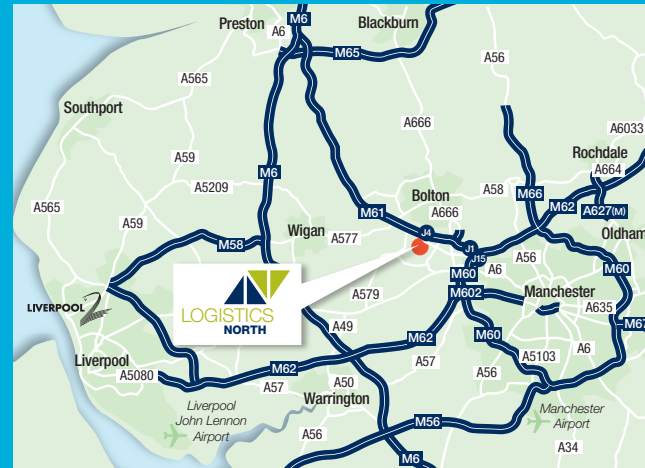 Preston
Blackburn
M6
A6
M65
A56
A565
Southport
A666
A6033
Rochdale
A59
A664
M6
A5209
Bolton
A58
M66
A565
A59
M61
A666
M62
A627(M)
Wigan
A577
J4
Oldham
M58
J1
J15
A56
M60
A6
M60
LIVERPOOL 2
LOGISTICS
NORTH
A579
M602
Manchester
A635
A49
M67
M62
M60
Liverpool
A5080
M62
A57
A57
A5103
A6
A56
A50
Warrington
Liverpool
John Lennon
Airport
M56
Manchester
Airport
A56
A34
M6